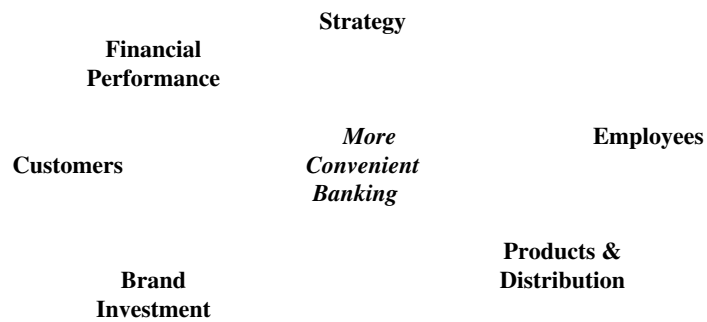 Strategy
Financial
Performance
More
Convenient
Banking
Employees
Customers
Products &
Distribution
Brand
Investment